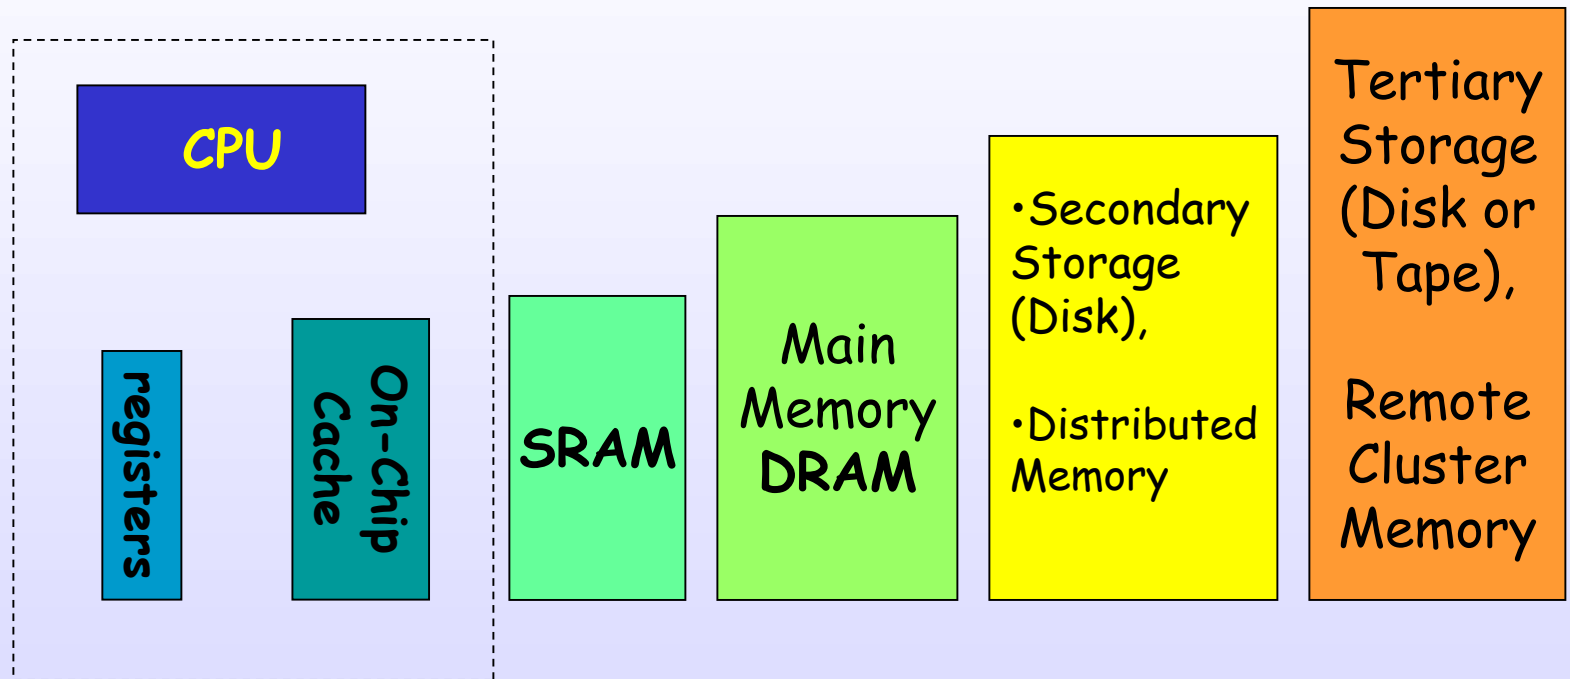 CPU
registers
On-Chip
Cache
SRAM
Main
Memory
DRAM
•Secondary
Storage
(Disk),
•Distributed
Memory
Tertiary
Storage
(Disk or
Tape),
Remote
Cluster
Memory